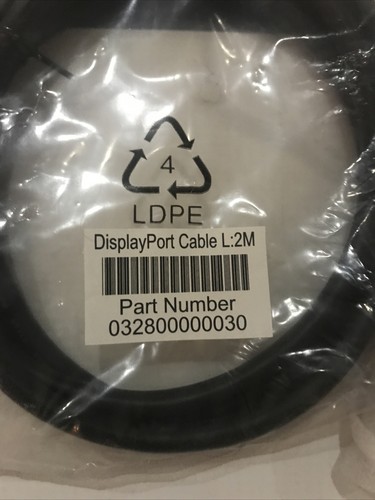 4
LDPE
DisplayPort Cable L:2M
Part Number
032800000030